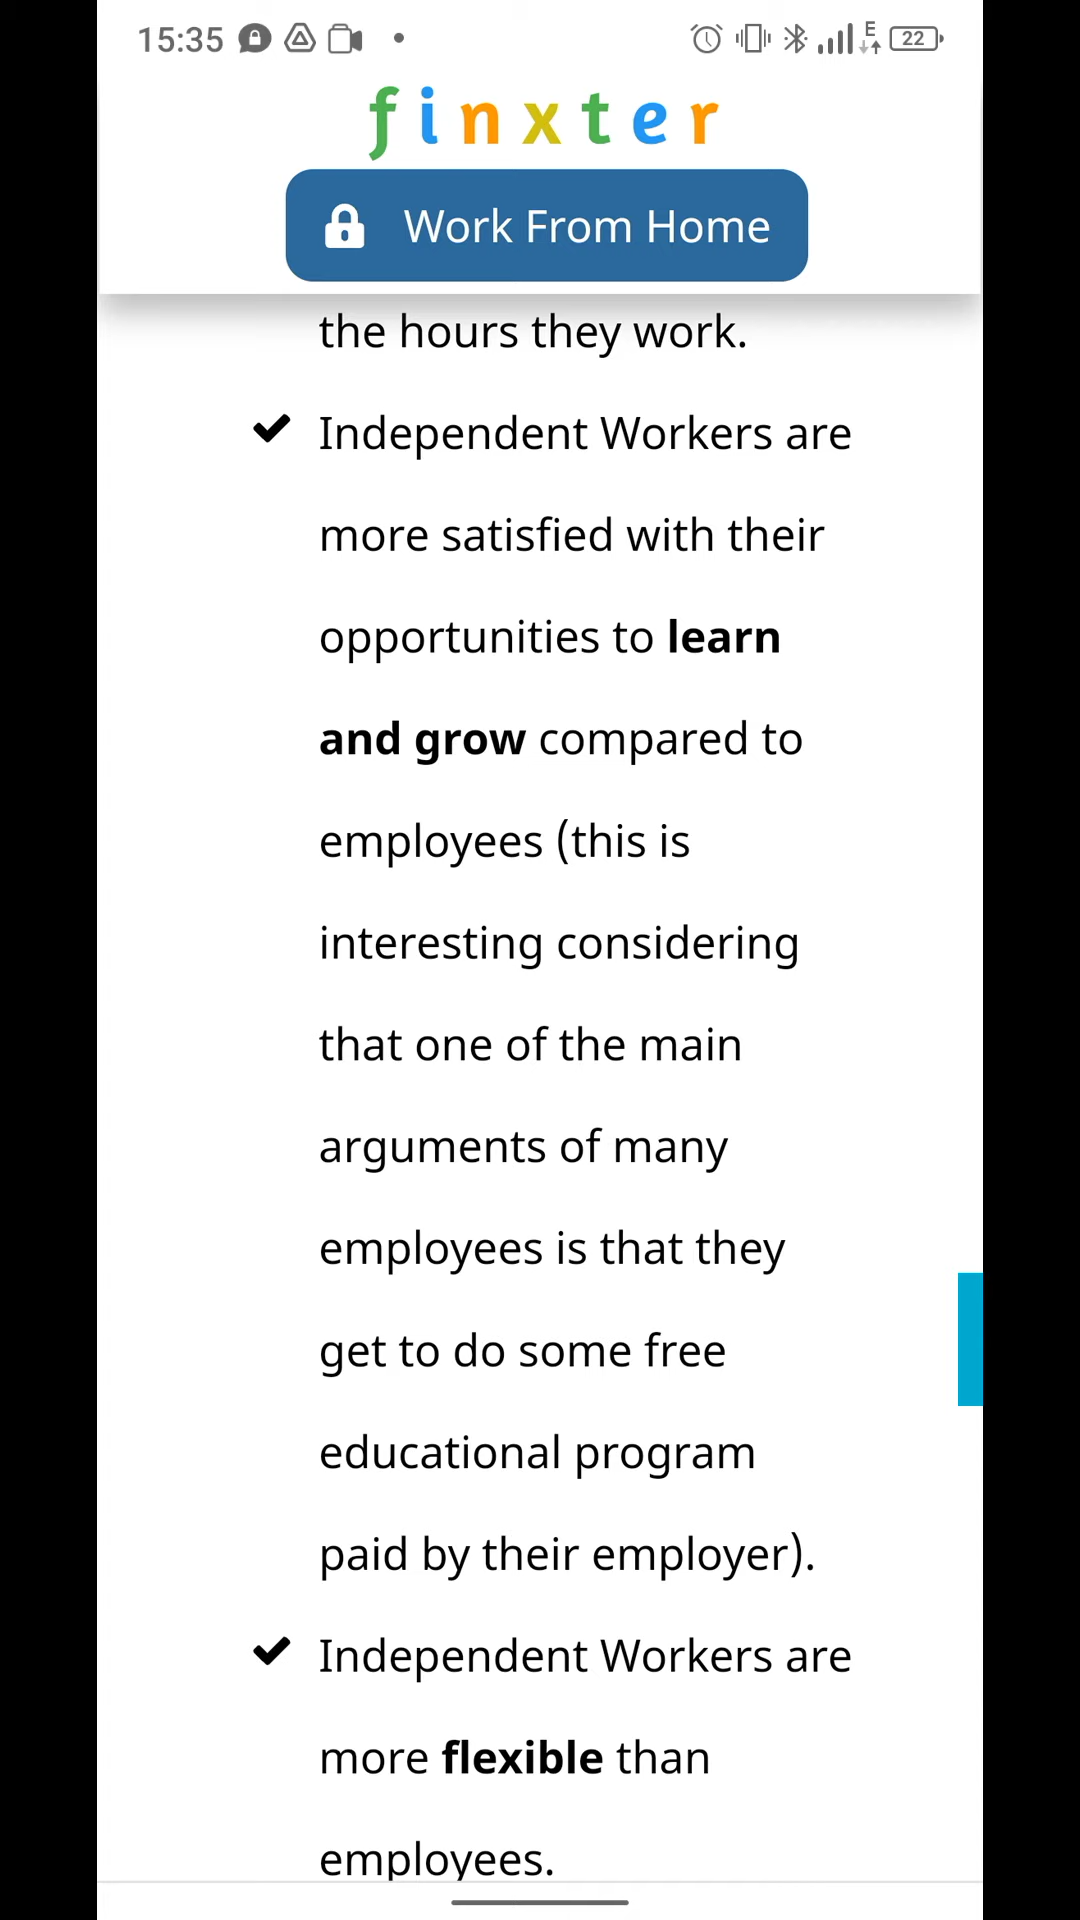 15:35
E
22
finxter
Work From Home
the hours they work.
Independent Workers are
more satisfied with their
opportunities to learn
and grow compared to
employees (this is
interesting considering
that one of the main
arguments of many
employees is that they
get to do some free
educational program
paid by their employer).
Independent Workers are
more flexible than
employees.